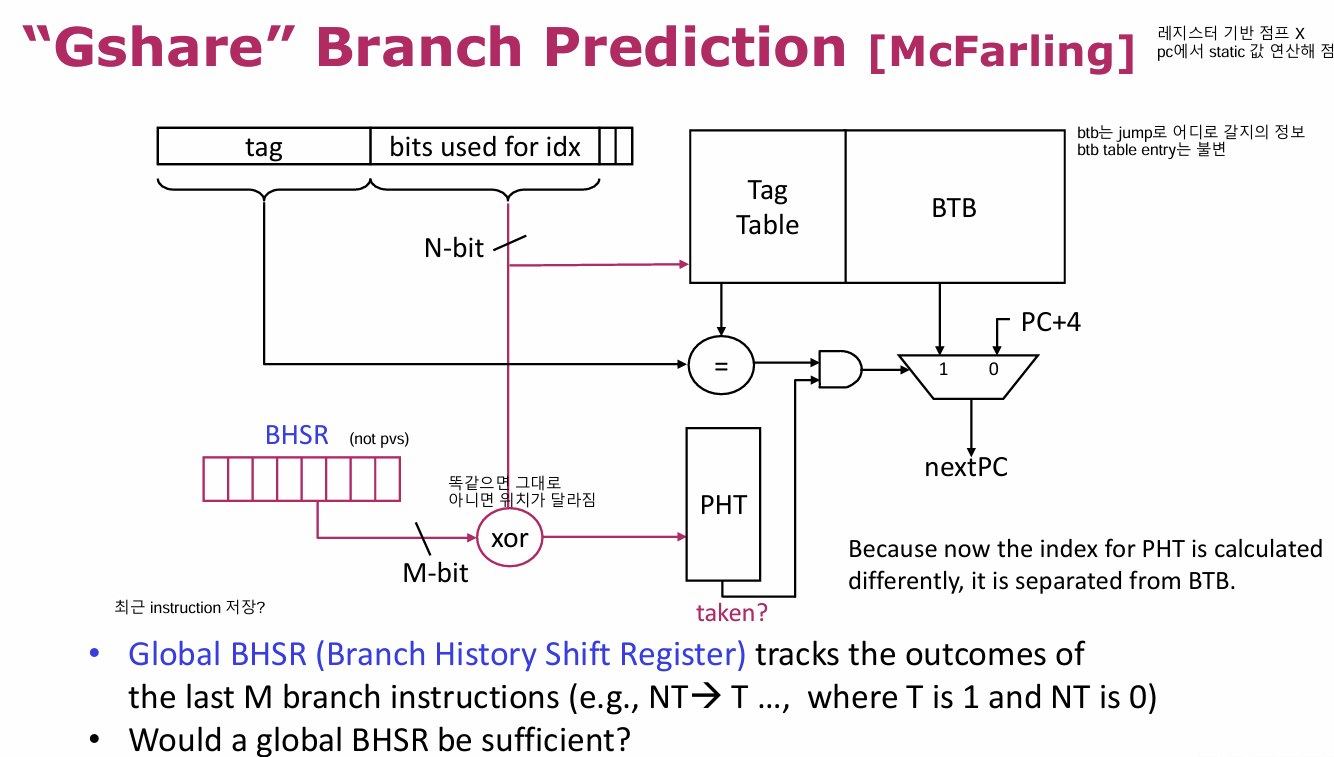 “Gshare” Branch Prediction [McFarling]
레지스터 기반 점프 X
pc에서 static 값 연산해 점
tag
bits used for idx
btb는 jump로 어디로 갈지의 정보
btb table entry는 불변
Tag
Table
BTB
N-bit
PC+4
=
1 0
BHSR (not pvs)
nextPC
똑같으면 그대로
아니면 위치가 달라짐
PHT
xor
M-bit
Because now the index for PHT is calculated
differently, it is separated from BTB.
최근 instruction 저장?
taken?
• Global BHSR (Branch History Shift Register) tracks the outcomes of
the last M branch instructions (e.g., NT→ T …, where T is 1 and NT is 0)
• Would a global BHSR be sufficient?